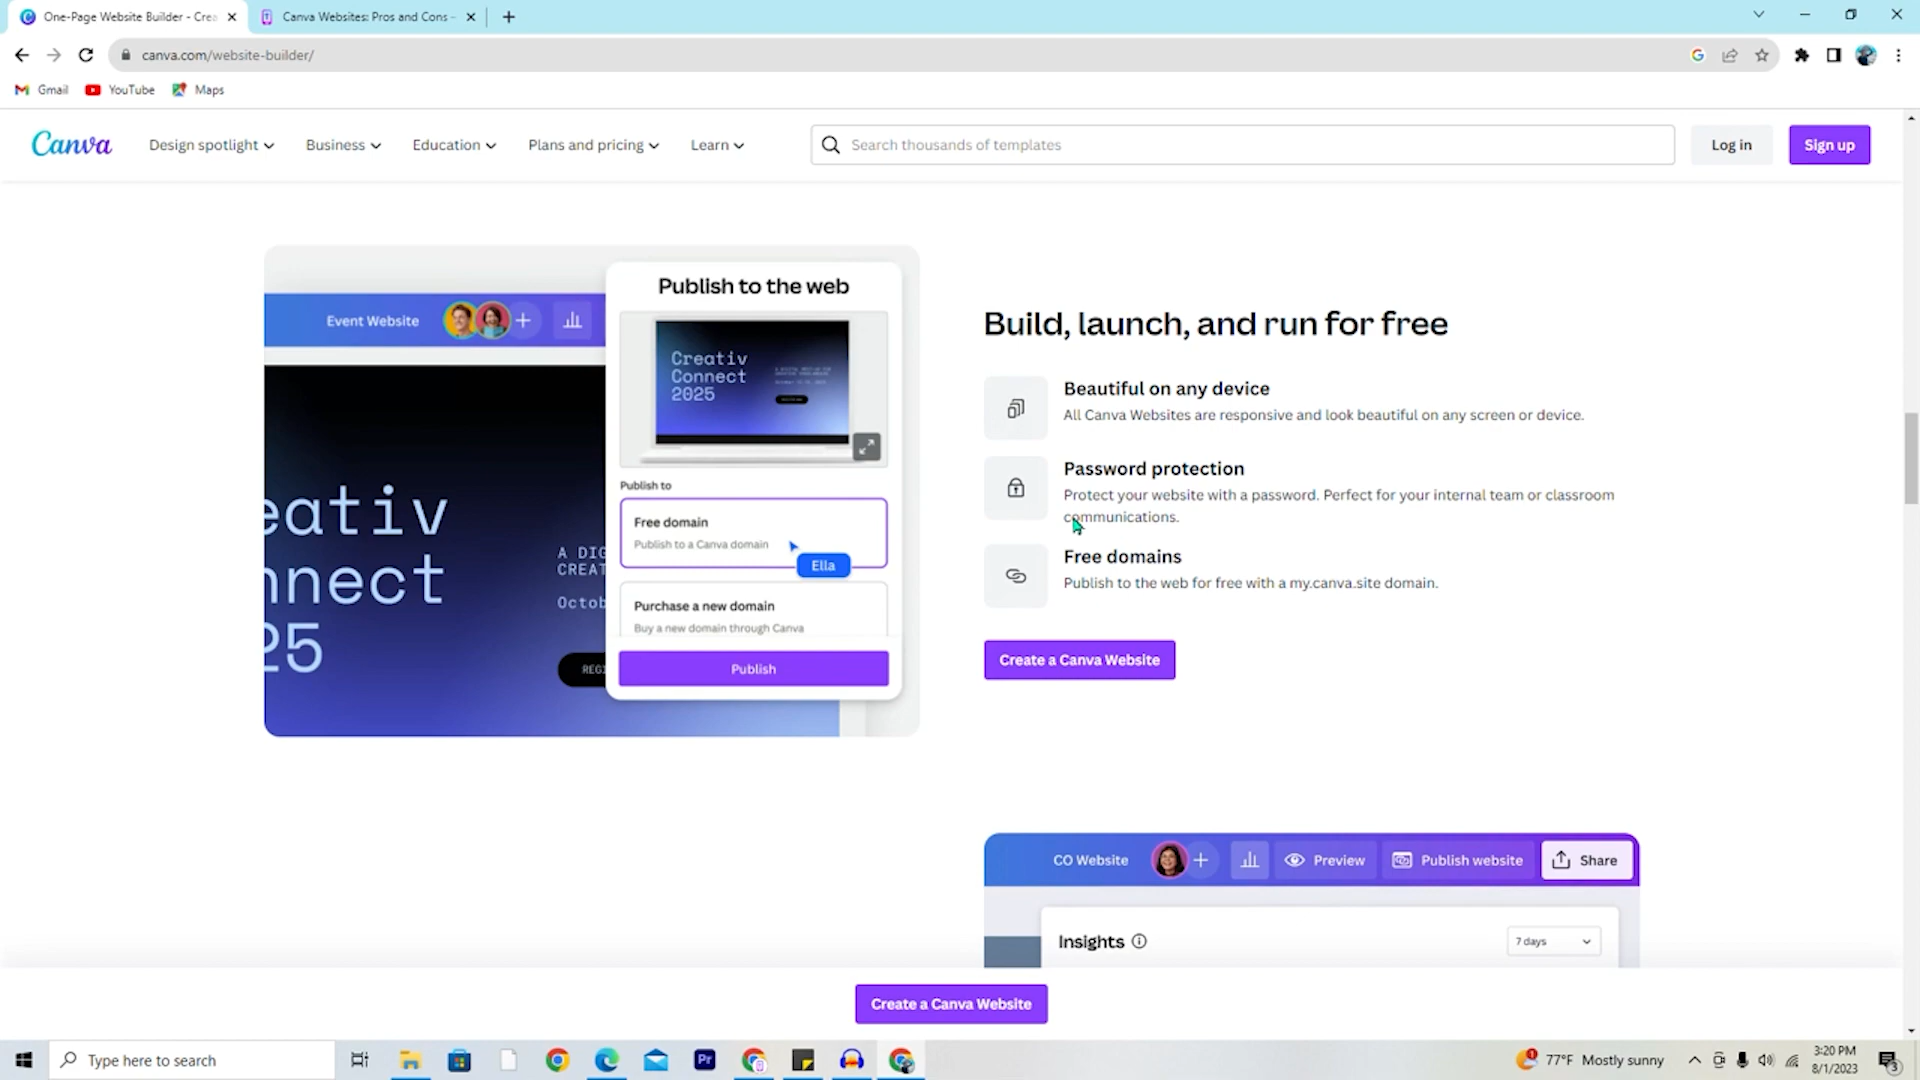 One-Page Website Builder - Crea
Canva Websites: Pros and Cons -
canva.com/website-builder/
Gmail
YouTube
Maps
Canva
Design spotlight
Business
Education
Plans and pricing
Learn
Search thousands of templates
Log in
Sign up
Event Website
Publish to the web
Creativ
Connect
2025
Publish to
Free domain
Publish to a Canva domain
Ella
Purchase a new domain
Buy a new domain through Canva
Publish
eativ
nnect
25
A DIG
CREAT
Octob
REGI
Build, launch, and run for free
Beautiful on any device
All Canva Websites are responsive and look beautiful on any screen or device.
Password protection
Protect your website with a password. Perfect for your internal team or classroom
communications.
Free domains
Publish to the web for free with a my.canva.site domain.
Create a Canva Website
CO Website
Preview
Publish website
Share
Insights
7 days
Create a Canva Website
Type here to search
Pr
77°F Mostly sunny
3:20 PM
8/1/2023
3